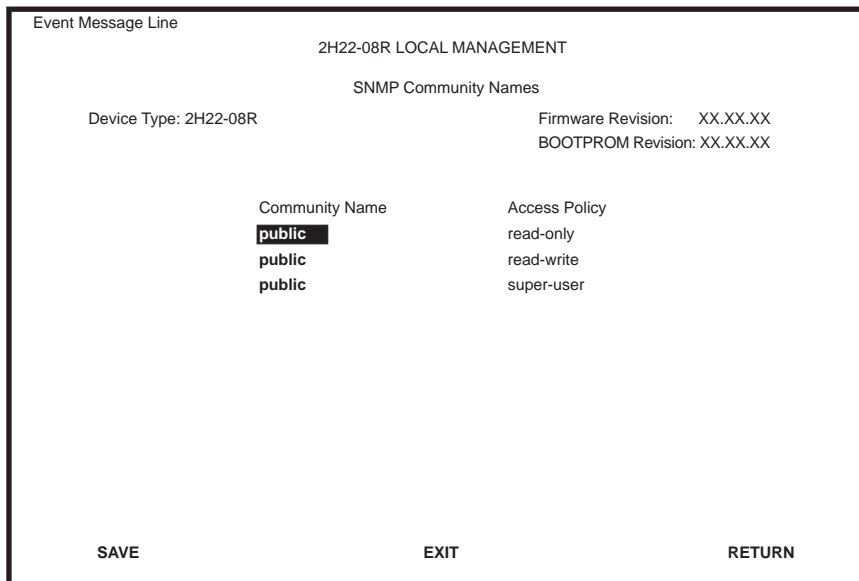 Event Message Line
2H22-08R LOCAL MANAGEMENT
SNMP Community Names
Device Type: 2H22-08R Firmware Revision: XX.XX.XX
BOOTPROM Revision: XX.XX.XX
Community Name Access Policy
public read-only
public read-write
public super-user
SAVE EXIT RETURN